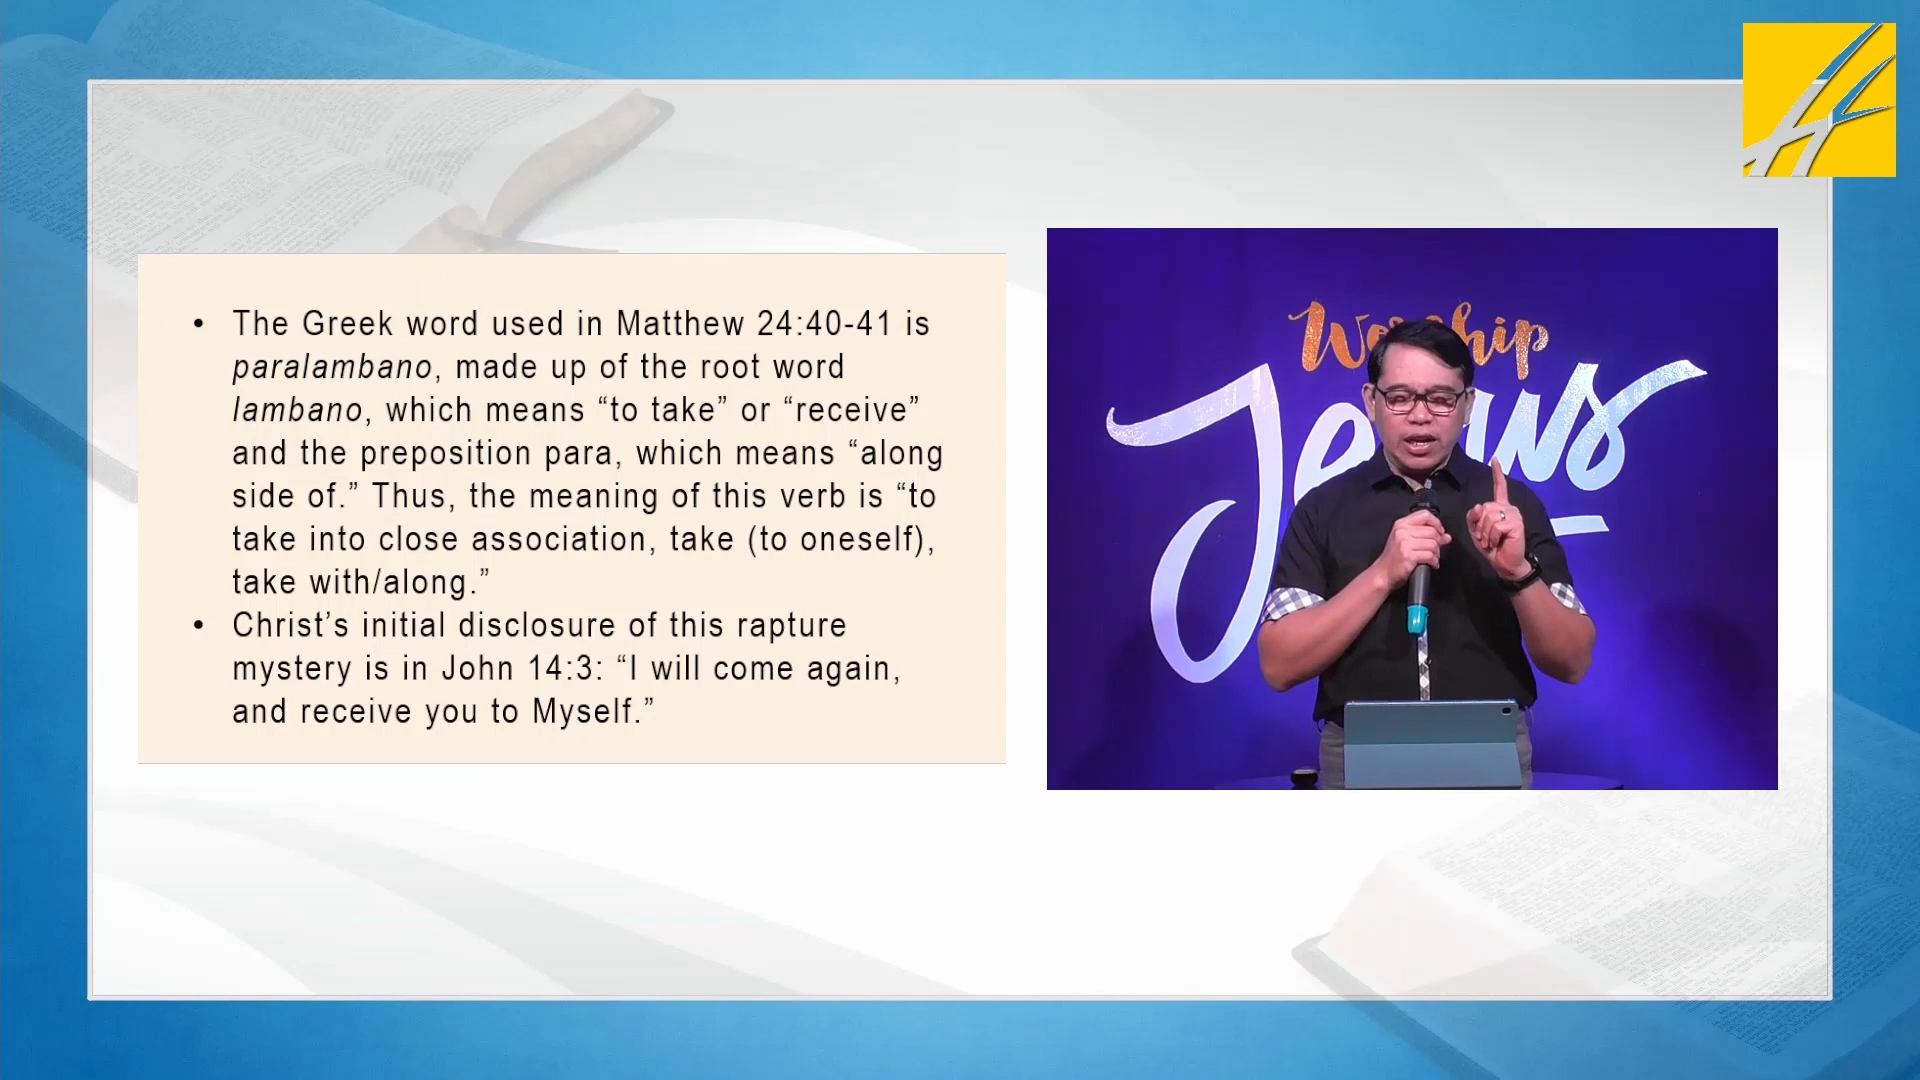 • The Greek word used in Matthew 24:40-41 is
paralambano, made up of the root word
lambano, which means “to take” or “receive”
and the preposition para, which means “along
side of.” Thus, the meaning of this verb is “to
take into close association, take (to oneself),
take with/along.”
• Christ’s initial disclosure of this rapture
mystery is in John 14:3: “I will come again,
and receive you to Myself.”